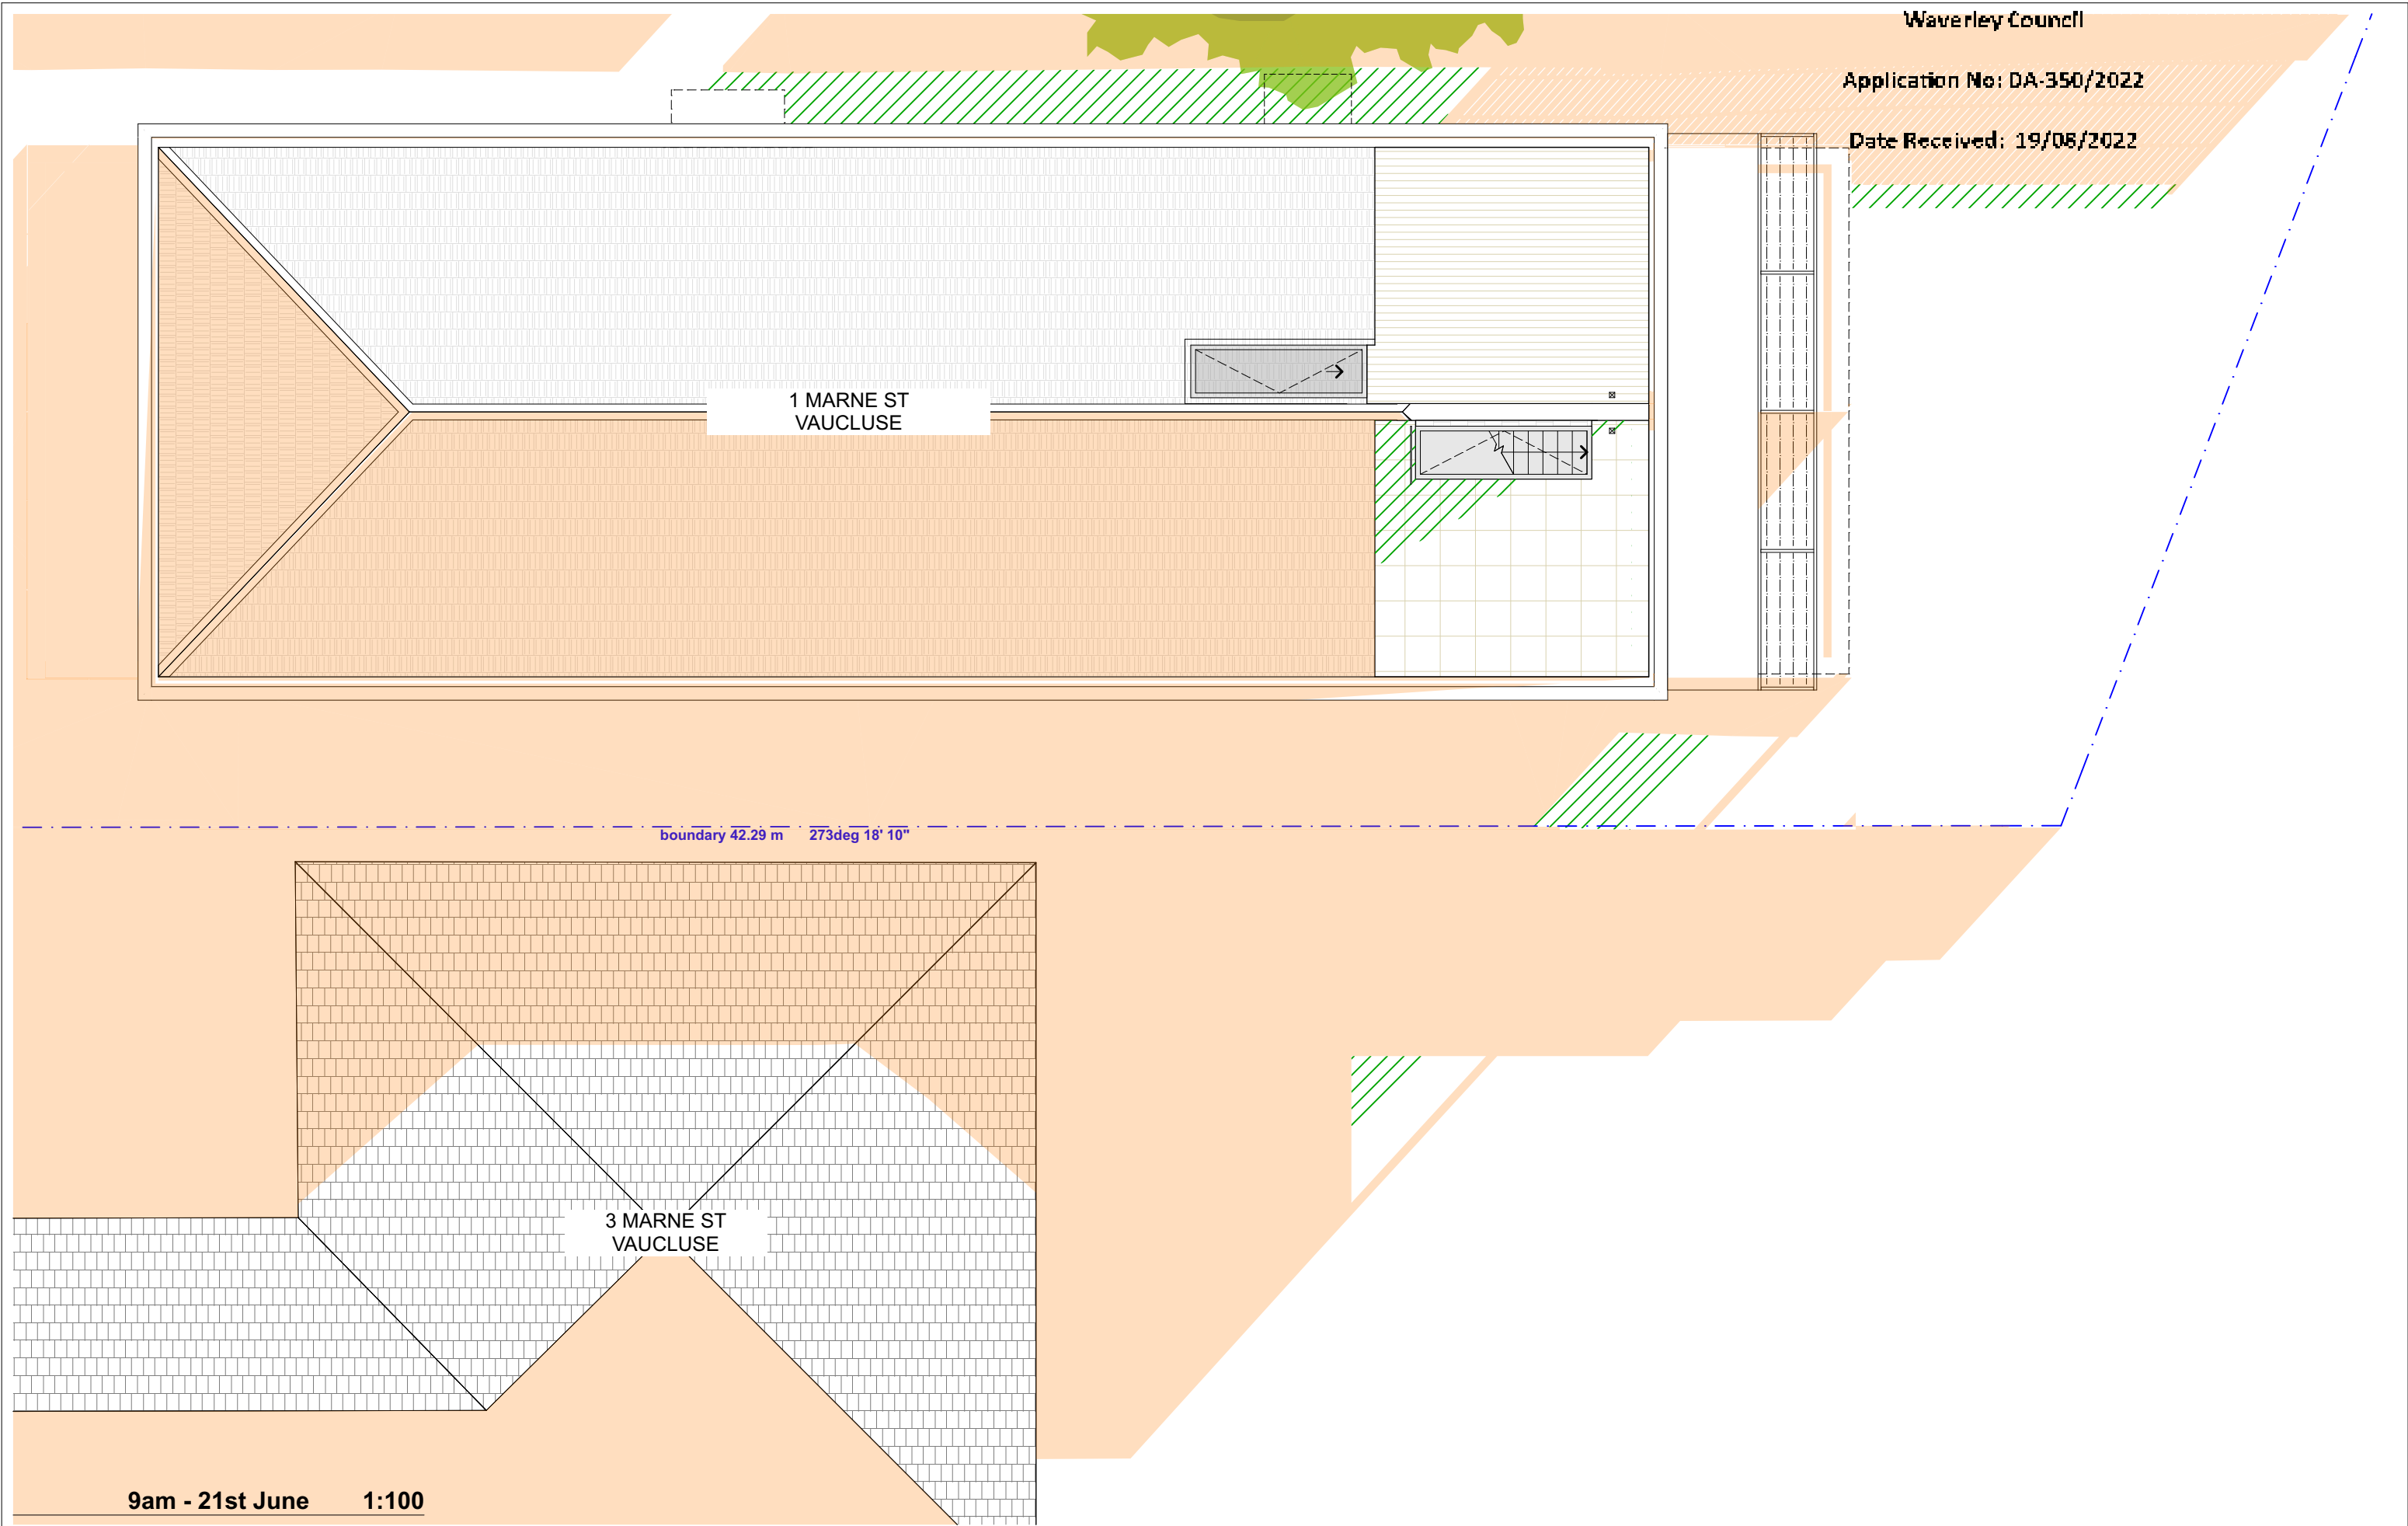 Waverley Council
Application No: DA-350/2022
Date Received: 19/08/2022
1 MARNE ST
VAUCLUSE
boundary 42.29 m 273deg 18' 10"
3 MARNE ST
VAUCLUSE
9am - 21st June 1:100